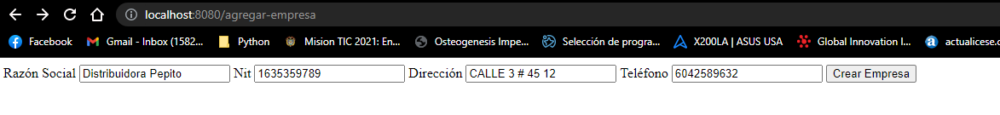 localhost:8080/agregar-empresa
Facebook Gmail - Inbox (1582... Python Mision TIC 2021: En... Osteogenesis Impe... Selección de progra... X200LA | ASUS USA Global Innovation I... actualicese.c
Razón Social Distribuidora Pepito Nit 1635359789 Dirección CALLE 3 # 45 12 Teléfono 6042589632 Crear Empresa